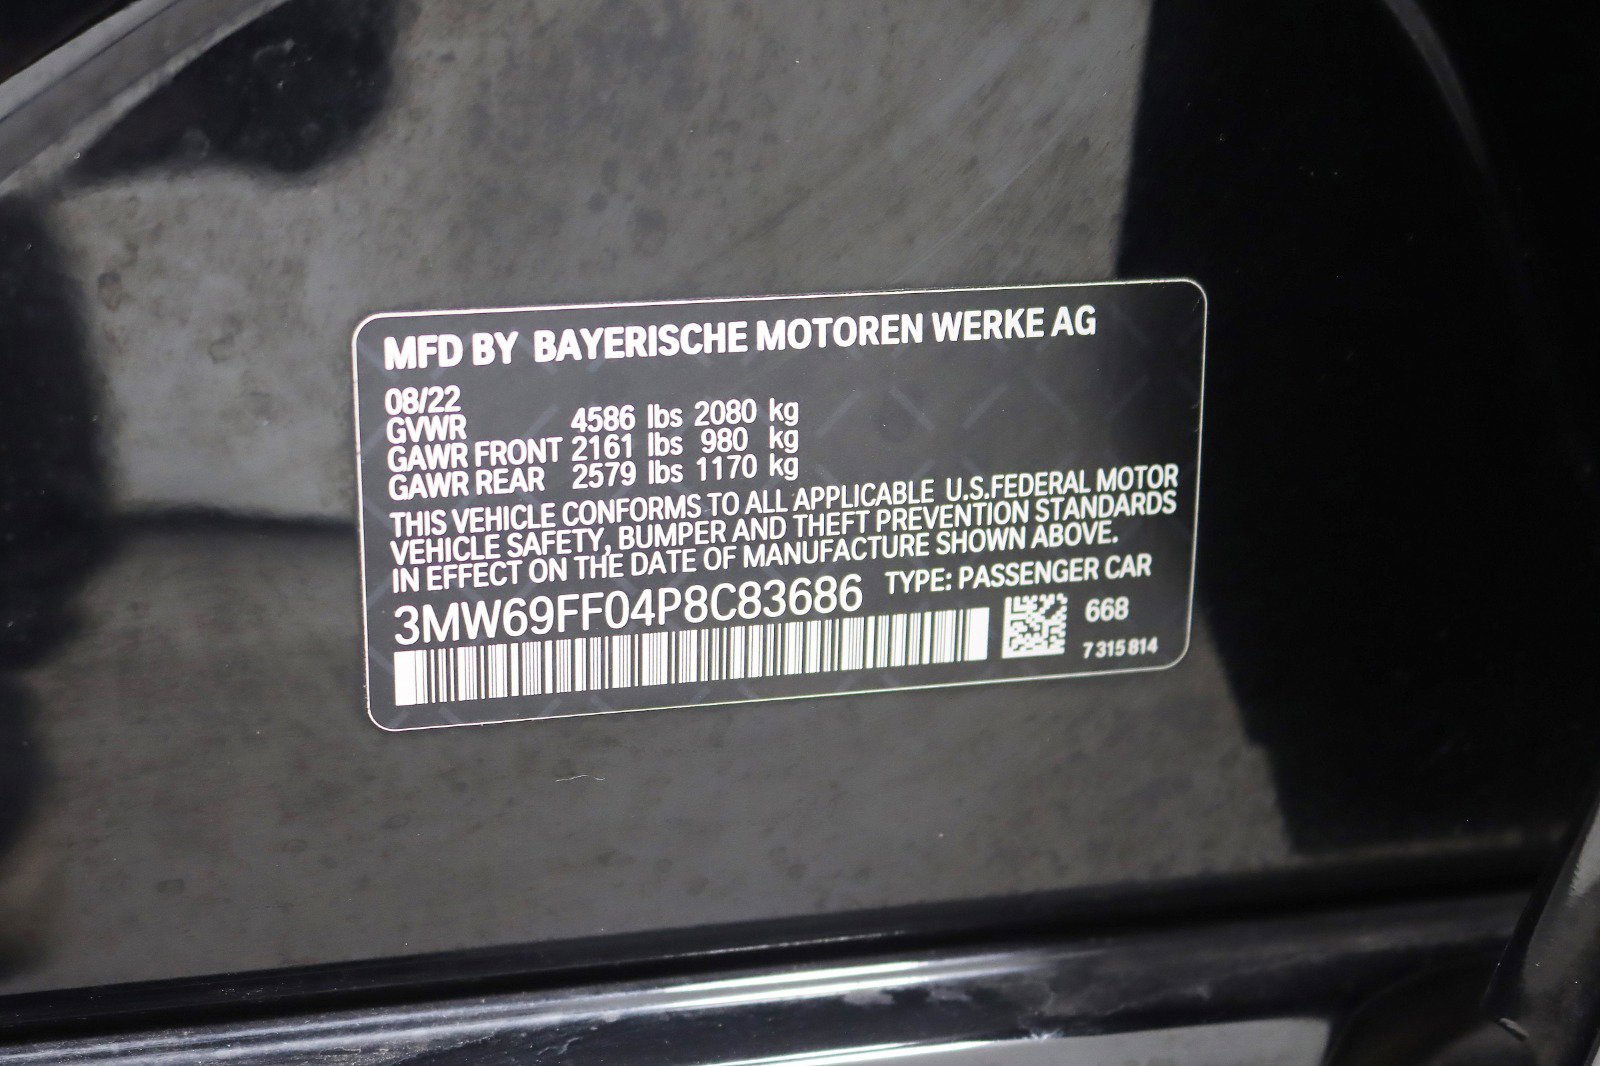 MFD BY BAYERISCHE MOTOREN WERKE AG
08/22
GVWR 4586 lbs 2080 kg
GAWR FRONT 2161 lbs 980 kg
GAWR REAR 2579 lbs 1170 kg
THIS VEHICLE CONFORMS TO ALL APPLICABLE U.S.FEDERAL MOTOR
VEHICLE SAFETY, BUMPER AND THEFT PREVENTION STANDARDS
IN EFFECT ON THE DATE OF MANUFACTURE SHOWN ABOVE.
3MW69FF04P8C83686 TYPE: PASSENGER CAR
668
7 315 814